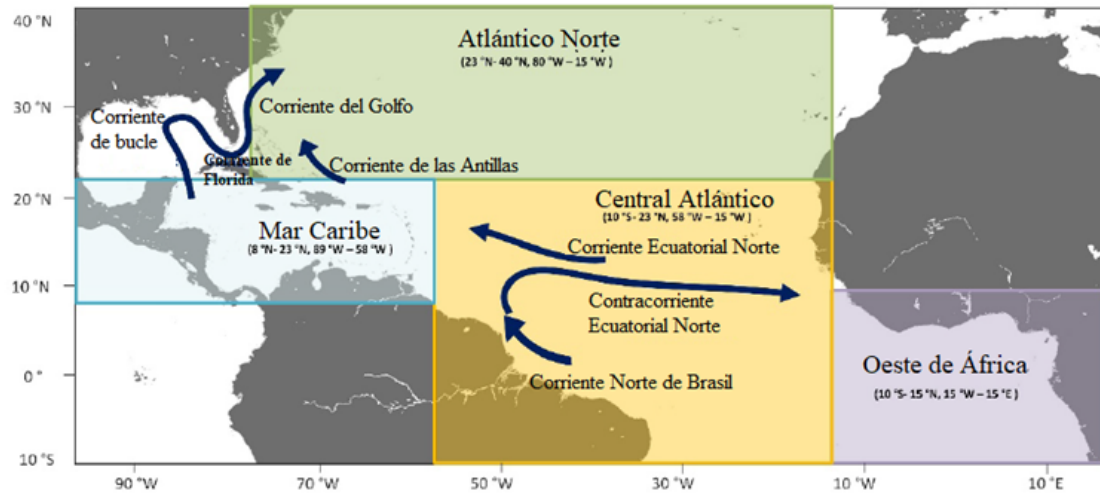 40 °N
Atlántico Norte
(23 °N- 40 °N, 80 °W – 15 °W )
30 °N
Corriente
de bucle
Corriente del Golfo
Corriente de
Florida
Corriente de las Antillas
20 °N
Mar Caribe
(8 °N- 23 °N, 89 °W – 58 °W )
Central Atlántico
(10 °S- 23 °N, 58 °W – 15 °W )
Corriente Ecuatorial Norte
10 °N
Contracorriente
Ecuatorial Norte
0 °
Corriente Norte de Brasil
Oeste de África
(10 °S- 15 °N, 15 °W – 15 °E )
10 °S
90 °W
70 °W
50 °W
30 °W
10 °W
10 °E